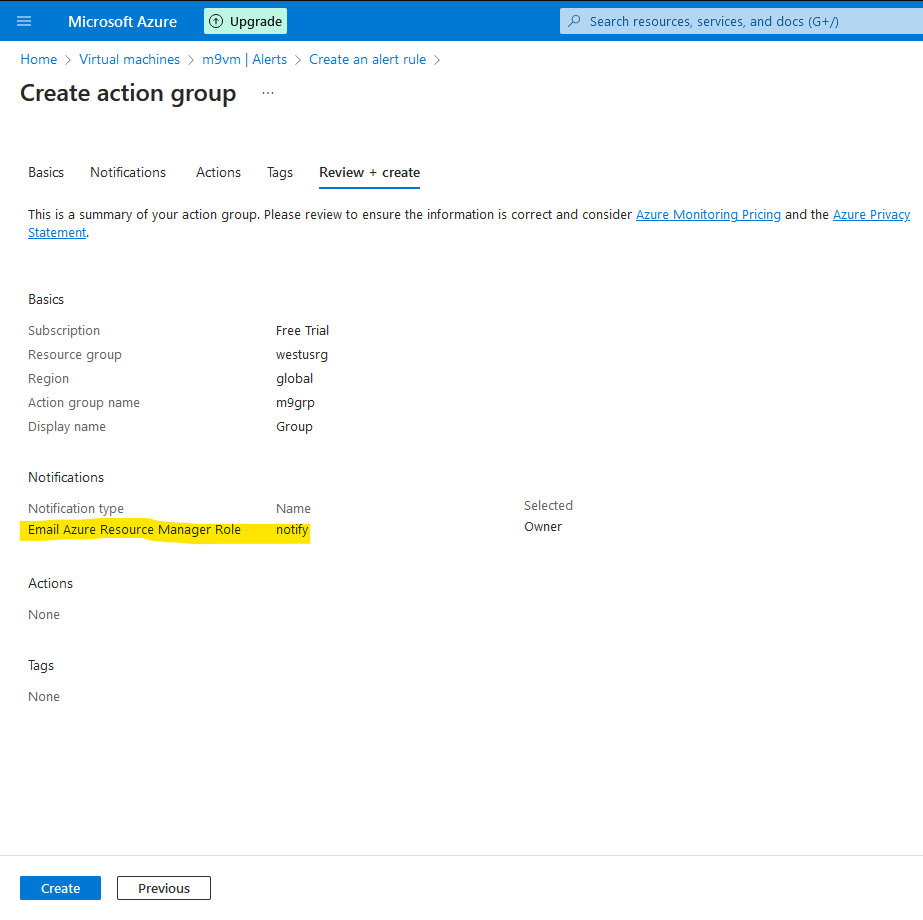 Microsoft Azure Upgrade Search resources, services, and docs (G+/)
Home > Virtual machines > m9vm | Alerts > Create an alert rule >
Create action group ...
Basics Notifications Actions Tags Review + create
This is a summary of your action group. Please review to ensure the information is correct and consider Azure Monitoring Pricing and the Azure Privacy
Statement.
Basics
Subscription Free Trial
Resource group westusrg
Region global
Action group name m9grp
Display name Group
Notifications
Notification type Name Selected
Email Azure Resource Manager Role notify Owner
Actions
None
Tags
None
Create Previous